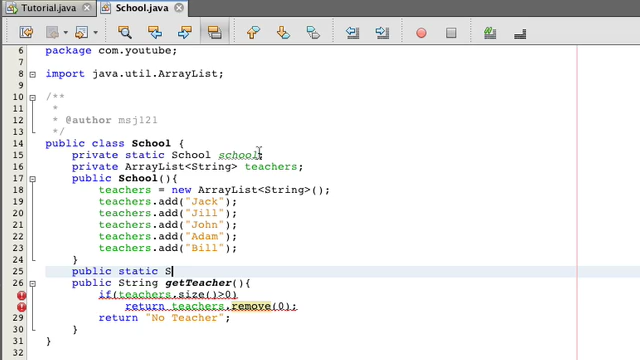 Tutorial.java School.java
6 package com.youtube;
7
8 import java.util.ArrayList;
9
10 /**
11 *
12 * @author msj121
13 */
14 public class School {
15 private static School school;
16 private ArrayList<String> teachers;
17 public School(){
18 teachers = new ArrayList<String>();
19 teachers.add("Jack");
20 teachers.add("Jill");
21 teachers.add("John");
22 teachers.add("Adam");
23 teachers.add("Bill");
24 }
25 public static S
26 public String getTeacher(){
if(teachers.size()>0)
return teachers.remove(0);
29 return "No Teacher";
30 }
31 }
32